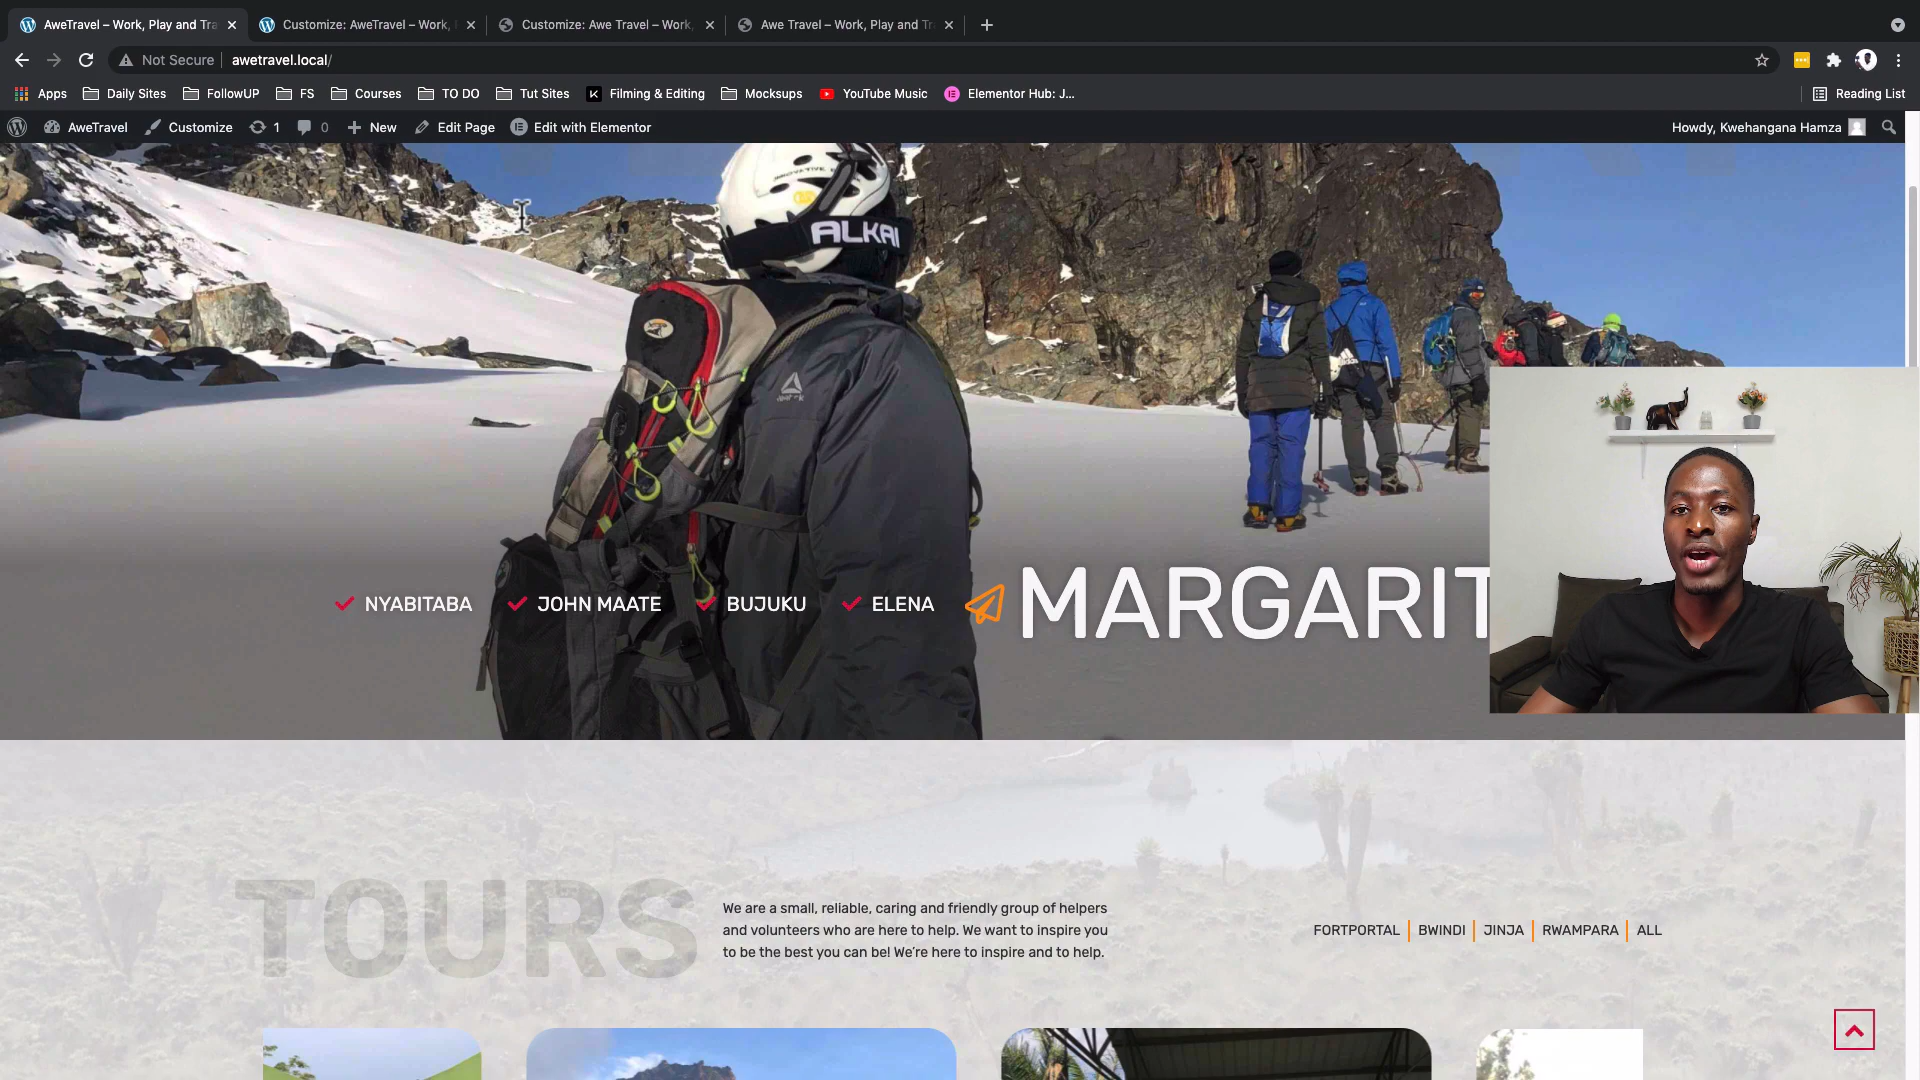 AweTravel – Work, Play and Tra
Customize: AweTravel – Work,
Customize: Awe Travel – Work,
Awe Travel – Work, Play and Tr
Not Secure
awetravel.local/
Apps
Daily Sites
FollowUP
FS
Courses
TO DO
Tut Sites
Filming & Editing
Mocksups
YouTube Music
Elementor Hub: J...
Reading List
AweTravel
Customize
1
0
New
Edit Page
Edit with Elementor
Howdy, Kwehangana Hamza
ALKAI
NYABITABA
JOHN MAATE
BUJUKU
ELENA
MARGARIT
TOURS
We are a small, reliable, caring and friendly group of helpers
and volunteers who are here to help. We want to inspire you
to be the best you can be! We're here to inspire and to help.
FORTPORTAL
BWINDI
JINJA
RWAMPARA
ALL